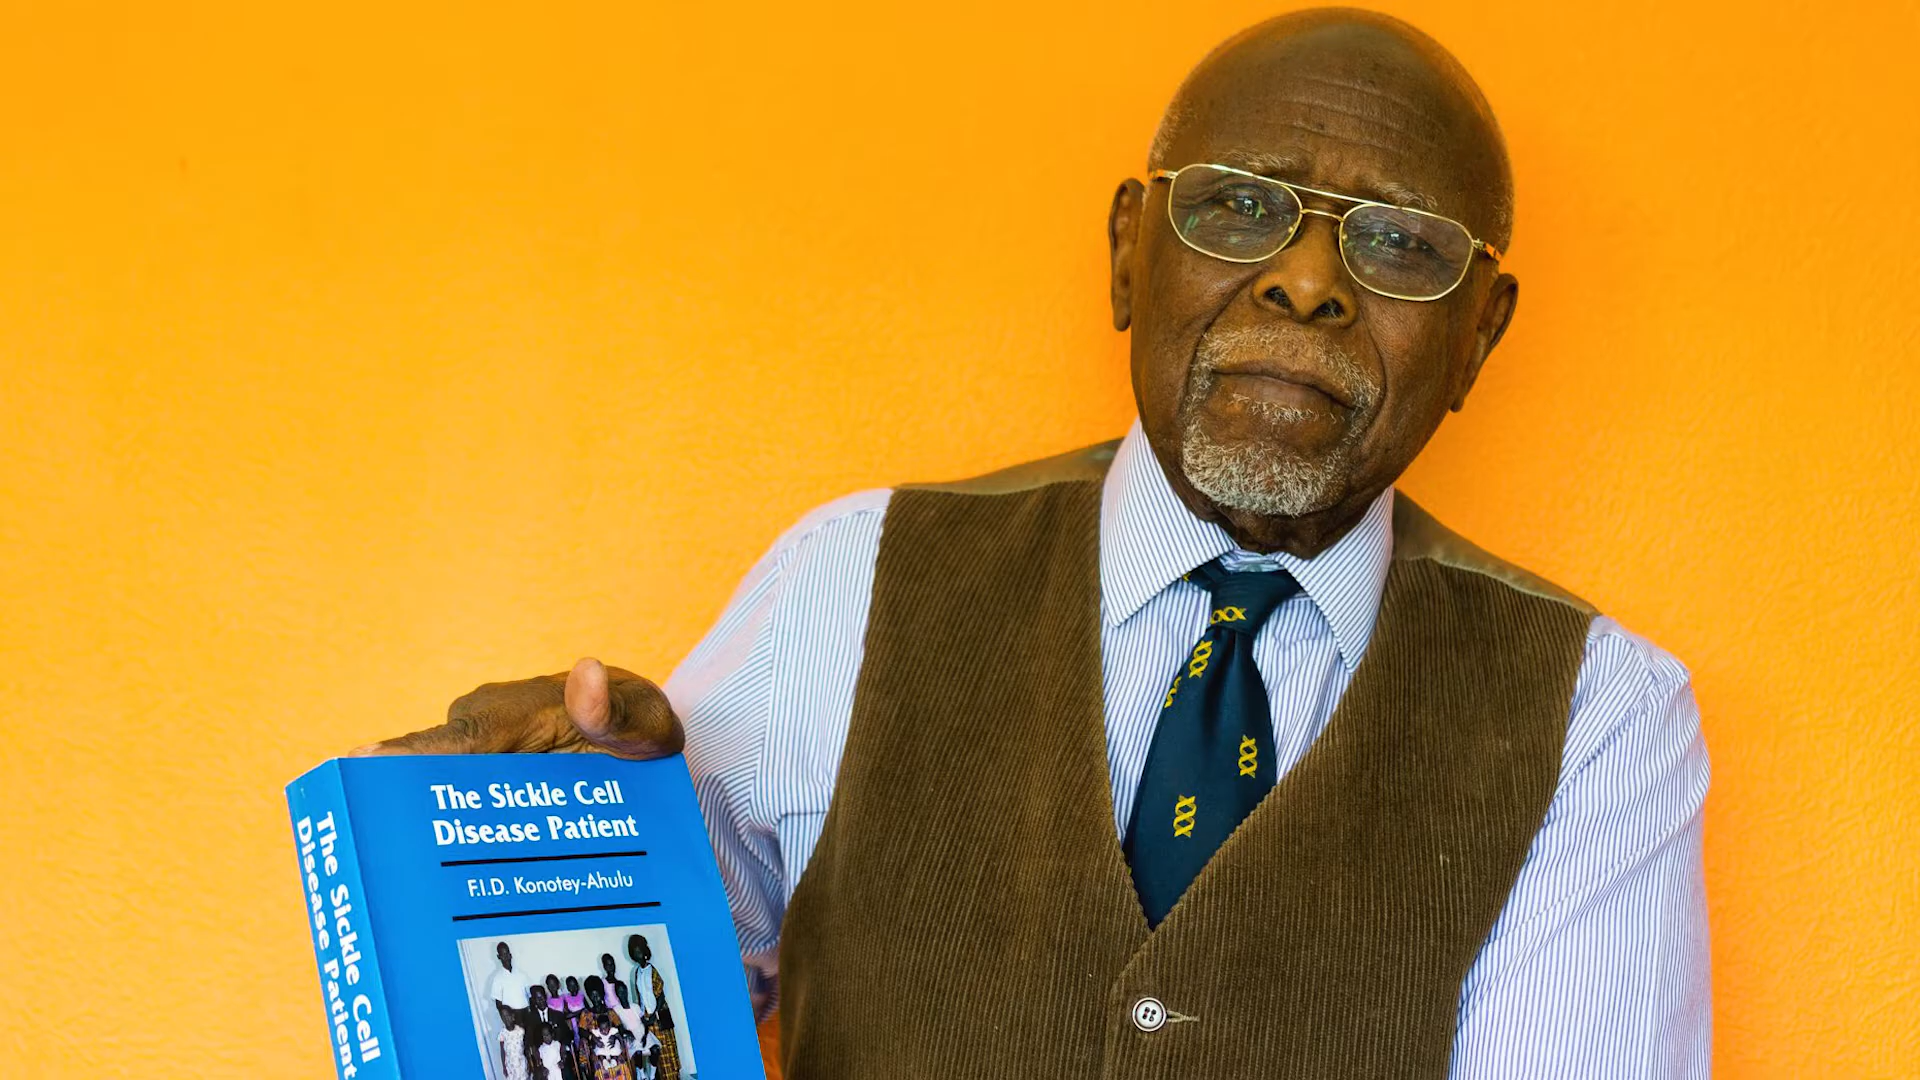 The Sickle Cell
Disease Patient
F.I.D. Konotey-Ahulu
The Sickle Cell
Disease Patient